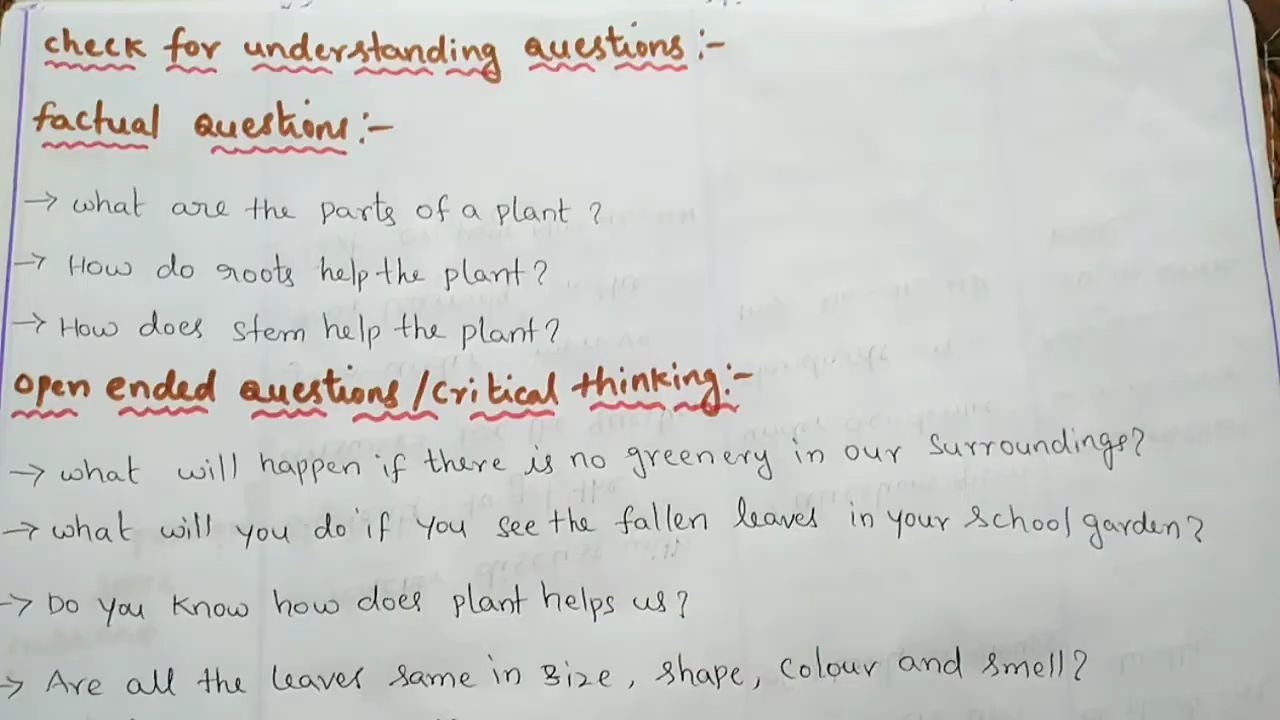 check for understanding questions:-
factual questions:-
→ what are the parts of a plant ?
→ How do roots help the plant?
→ How does stem help the plant?
open ended questions/critical thinking:-
→ what will happen if there is no greenery in our surroundings?
→ what will you do if you see the fallen leaves in your school garden?
→ Do you know how does plant helps us?
→ Are all the leaves same in size, shape, colour and smell?